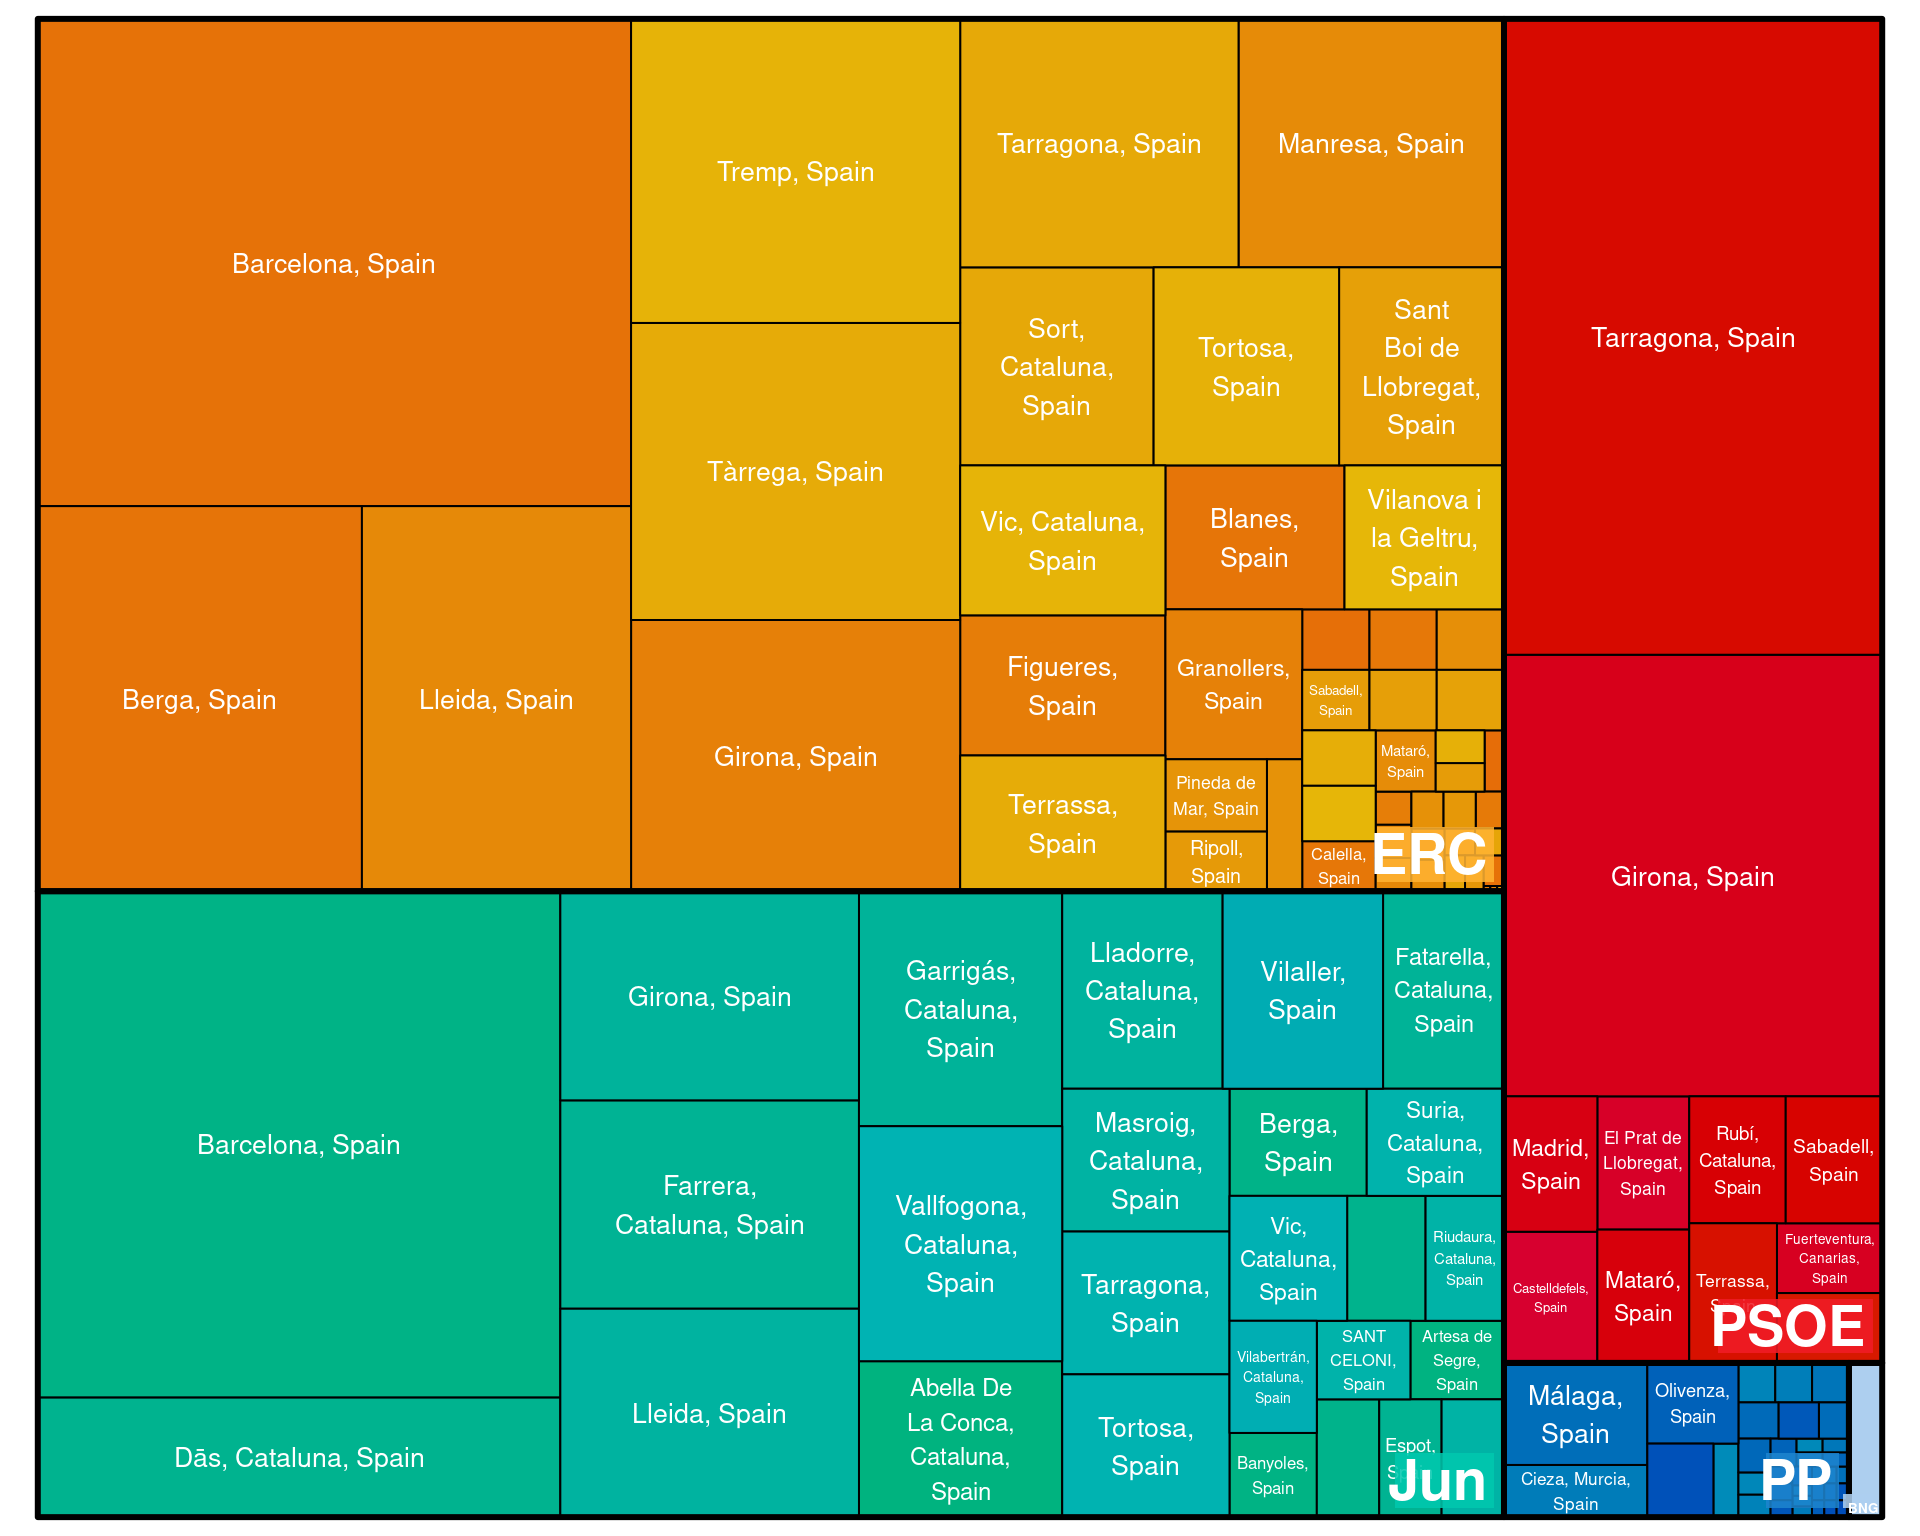 Barcelona, Spain
Berga, Spain
Lleida, Spain
Tremp, Spain
Tàrrega, Spain
Girona, Spain
Tarragona, Spain
Manresa, Spain
Sort,
Cataluna,
Spain
Tortosa,
Spain
Sant
Boi de
Llobregat,
Spain
Vic, Cataluna,
Spain
Blanes,
Spain
Vilanova i
la Geltru,
Spain
Figueres,
Spain
Granollers,
Spain
Sabadell,
Spain
Mataró,
Spain
Terrassa,
Spain
Pineda de
Mar, Spain
Ripoll,
Spain
Calella,
Spain
ERC
Barcelona, Spain
Dās, Cataluna, Spain
Girona, Spain
Farrera,
Cataluna, Spain
Lleida, Spain
Garrigás,
Cataluna,
Spain
Vallfogona,
Cataluna,
Spain
Abella De
La Conca,
Cataluna,
Spain
Lladorre,
Cataluna,
Spain
Vilaller,
Spain
Fatarella,
Cataluna,
Spain
Masroig,
Cataluna,
Spain
Berga,
Spain
Suria,
Cataluna,
Spain
Tarragona,
Spain
Vic,
Cataluna,
Spain
Riudaura,
Cataluna,
Spain
Tortosa,
Spain
Vilabertrán,
Cataluna,
Spain
SANT
CELONI,
Spain
Artesa de
Segre,
Spain
Banyoles,
Spain
Espot,
Jun
Tarragona, Spain
Girona, Spain
Madrid,
Spain
El Prat de
Llobregat,
Spain
Rubí,
Cataluna,
Spain
Sabadell,
Spain
Castelldefels,
Spain
Mataró,
Spain
Terrassa,
Fuerteventura,
Canarias,
Spain
PSOE
Málaga,
Spain
Olivenza,
Spain
Cieza, Murcia,
Spain
PP
BNG